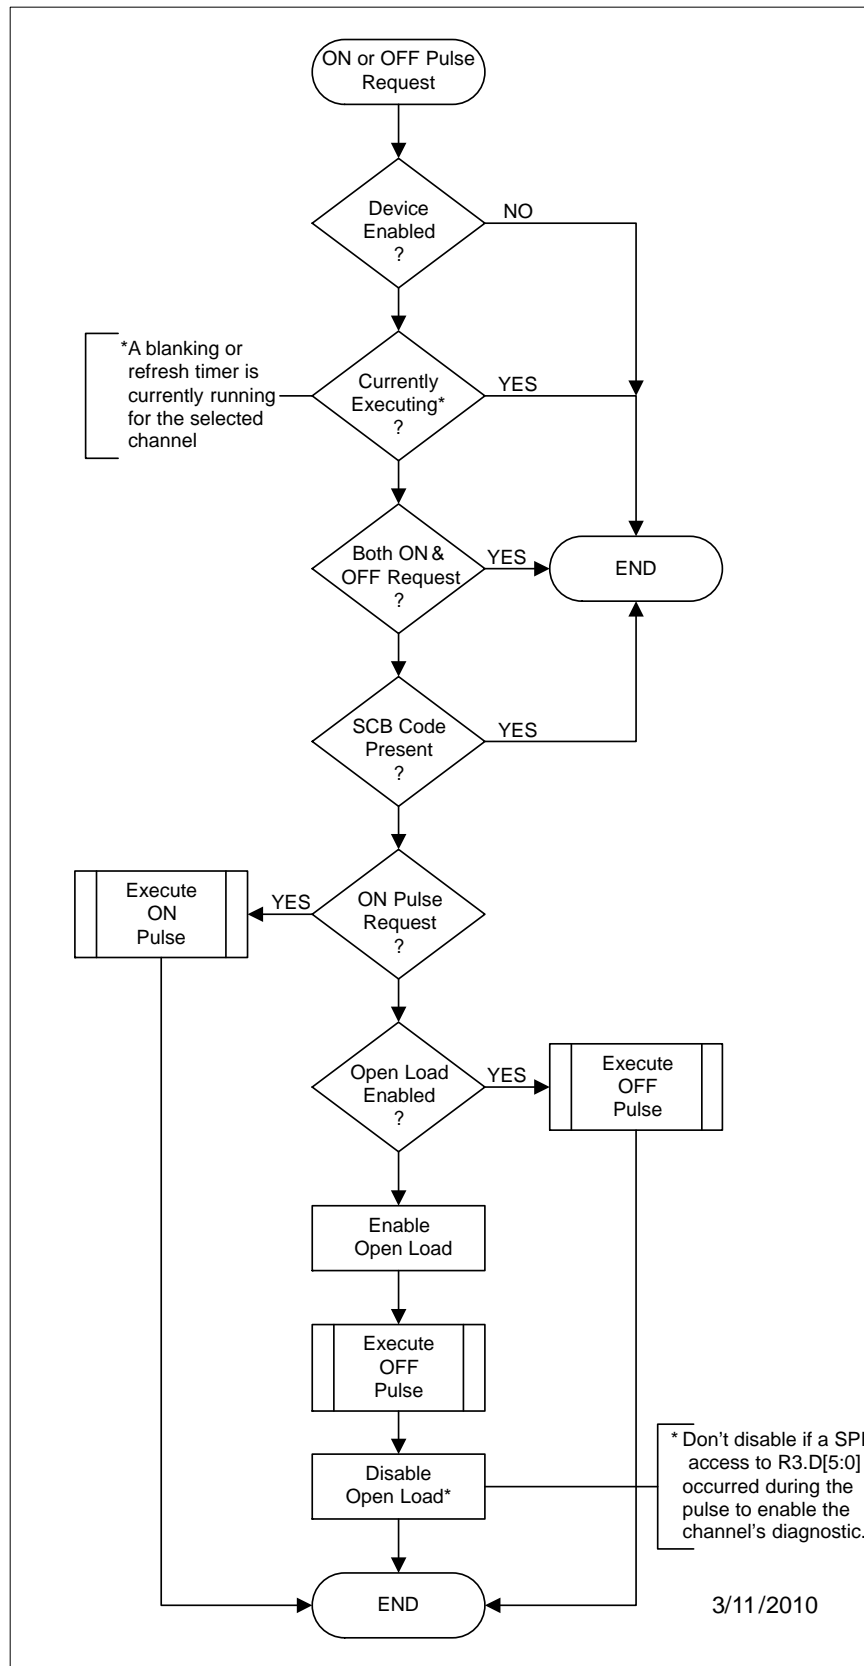 ON or OFF Pulse
Request
Device
Enabled
?
NO
*A blanking or
refresh timer is
currently running
for the selected
channel
Currently
Executing*
?
YES
Both ON &
OFF Request
?
YES
END
SCB Code
Present
?
YES
Execute
ON
Pulse
YES
ON Pulse
Request
?
Open Load
Enabled
?
YES
Execute
OFF
Pulse
Enable
Open Load
Execute
OFF
Pulse
Disable
Open Load*
* Don't disable if a SPI
access to R3.D[5:0]
occurred during the
pulse to enable the
channel's diagnostic.
END
3/11/2010